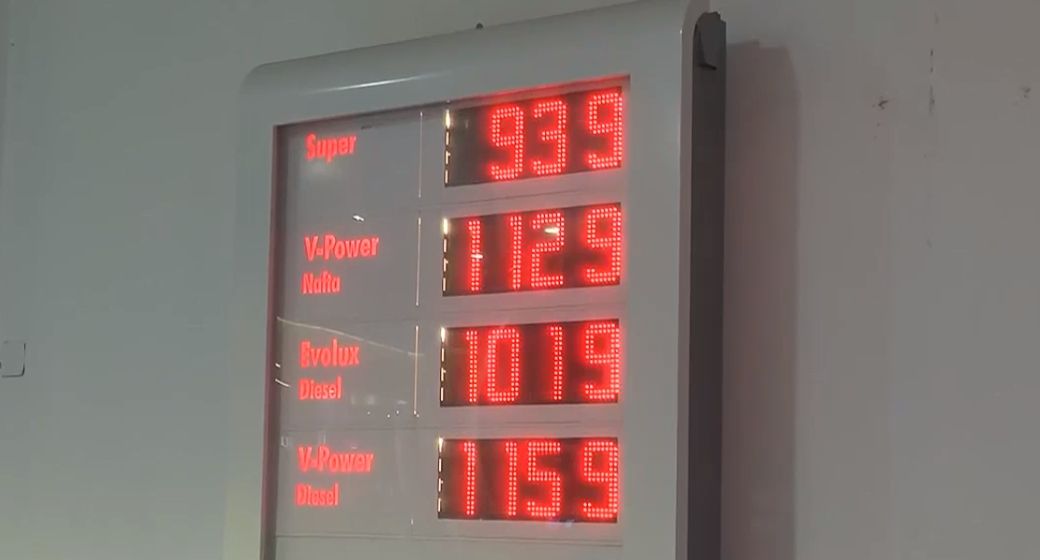 Super 939
V-Power 1129
Nafta
Evolux 1019
Diesel
V-Power 1159
Diesel